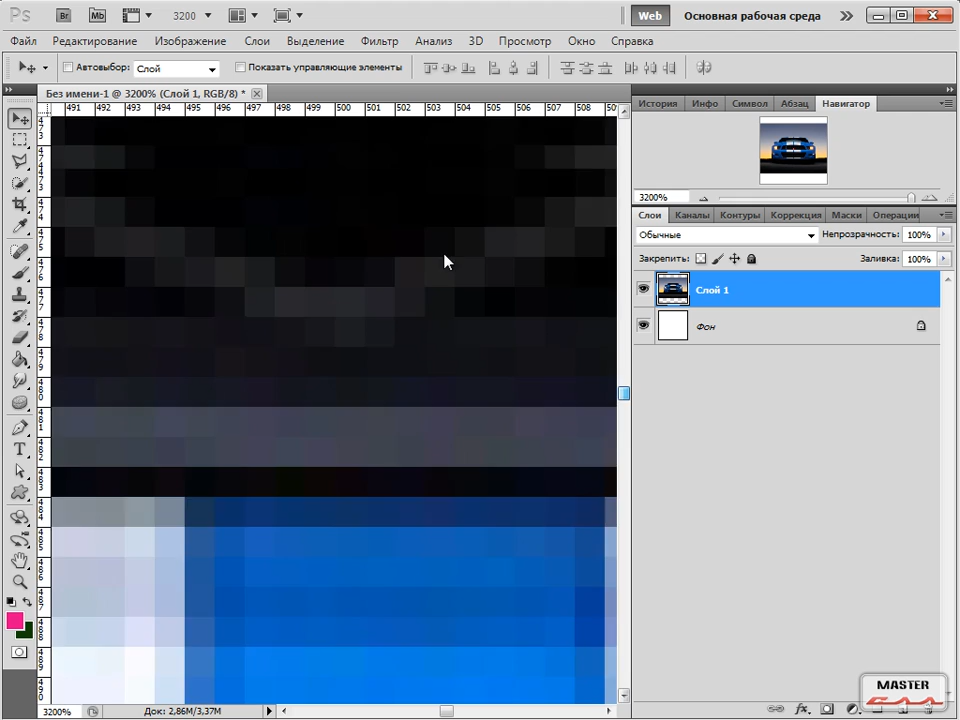 Ps Br Mb 3200 Web Основная рабочая среда
Файл Редактирование Изображение Слои Выделение Фильтр Анализ 3D Просмотр Окно Справка
Автовыбор: Слой Показать управляющие элементы
Без имени-1 @ 3200% (Слой 1, RGB/8) *
491 492 493 494 495 496 497 498 499 500 501 502 503 504 505 506 507 508
История Инфо Символ Абзац Навигатор
3200%
Слои Каналы Контуры Коррекция Маски Операции
Обычные Непрозрачность: 100%
Закрепить: Заливка: 100%
Слой 1
Фон
T
MASTER
3200% Док: 2,86M/3,37M
fx